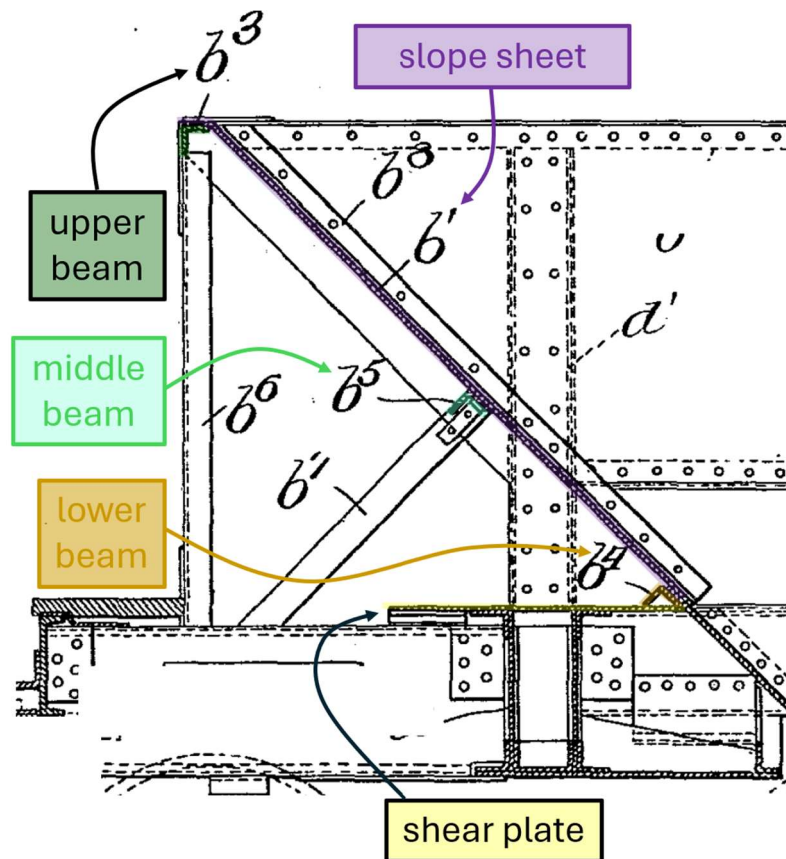 b³
slope sheet
b⁸
b'
upper
beam
d'
middle
beam
b⁵
b⁶
b''
lower
beam
b⁴
shear plate